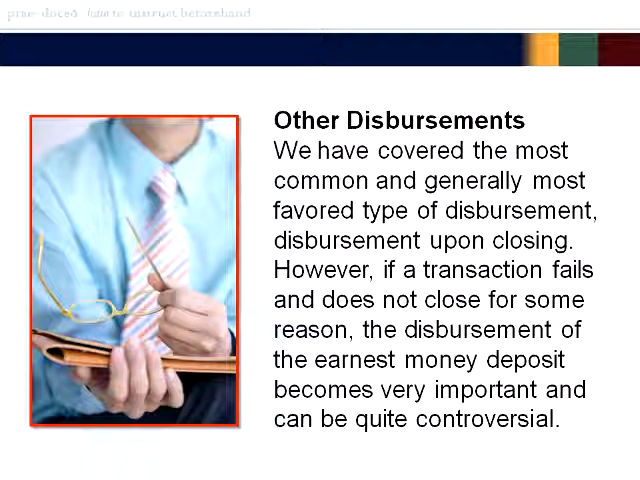 Other Disbursements
We have covered the most
common and generally most
favored type of disbursement,
disbursement upon closing.
However, if a transaction fails
and does not close for some
reason, the disbursement of
the earnest money deposit
becomes very important and
can be quite controversial.